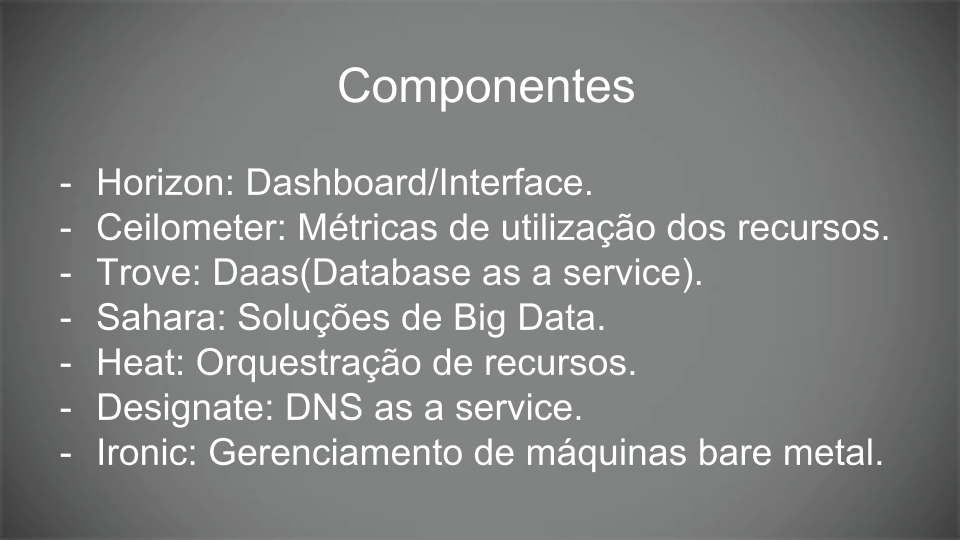 Componentes
- Horizon: Dashboard/Interface.
- Ceilometer: Métricas de utilização dos recursos.
- Trove: Daas(Database as a service).
- Sahara: Soluções de Big Data.
- Heat: Orquestração de recursos.
- Designate: DNS as a service.
- Ironic: Gerenciamento de máquinas bare metal.